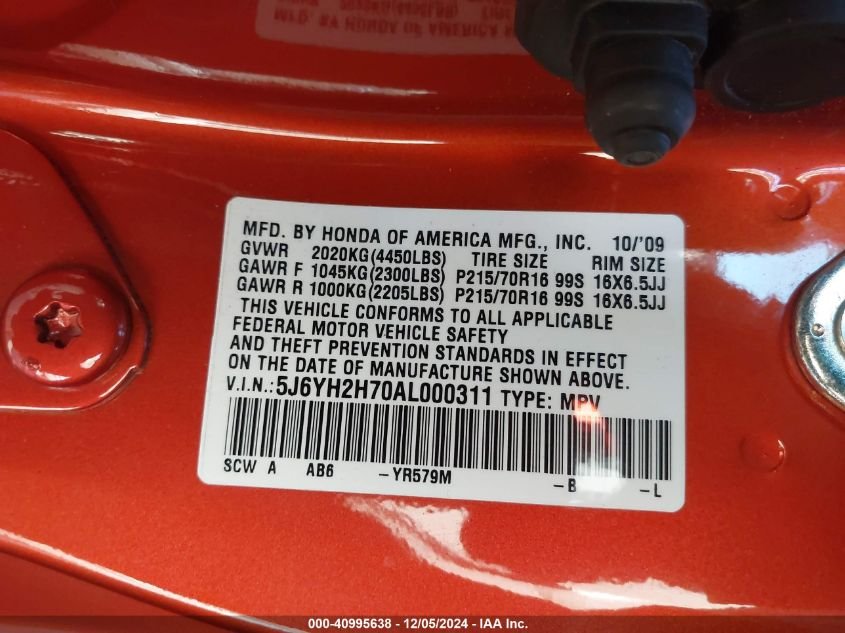 MFD. BY HONDA OF AMERICA MFG., INC. 10/'09
GVWR 2020KG(4450LBS) TIRE SIZE RIM SIZE
GAWR F 1045KG(2300LBS) P215/70R16 99S 16X6.5JJ
GAWR R 1000KG(2205LBS) P215/70R16 99S 16X6.5JJ
THIS VEHICLE CONFORMS TO ALL APPLICABLE
FEDERAL MOTOR VEHICLE SAFETY
AND THEFT PREVENTION STANDARDS IN EFFECT
ON THE DATE OF MANUFACTURE SHOWN ABOVE.
V.I.N.:5J6YH2H70AL000311 TYPE: MPV
SCW A AB6 -YR579M -B -L
000-40995638 - 12/05/2024 - IAA Inc.